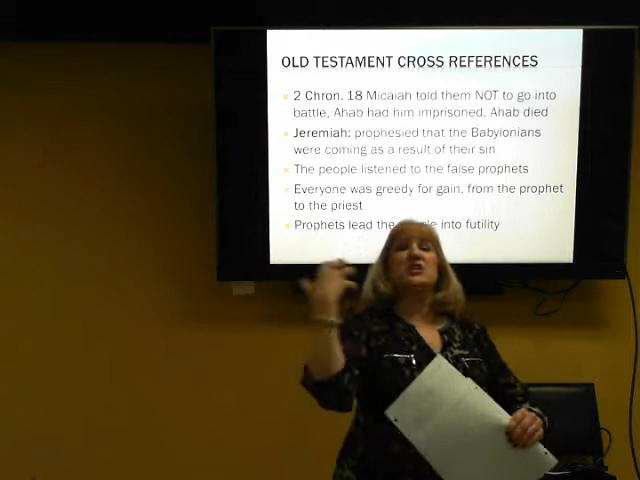 OLD TESTAMENT CROSS REFERENCES
2 Chron. 18 Micaiah told them NOT to go into
battle, Ahab had him imprisoned, Ahab died
Jeremiah: prophesied that the Babylonians
were coming as a result of their sin
The people listened to the false prophets
Everyone was greedy for gain, from the prophet
to the priest
Prophets lead the into futility